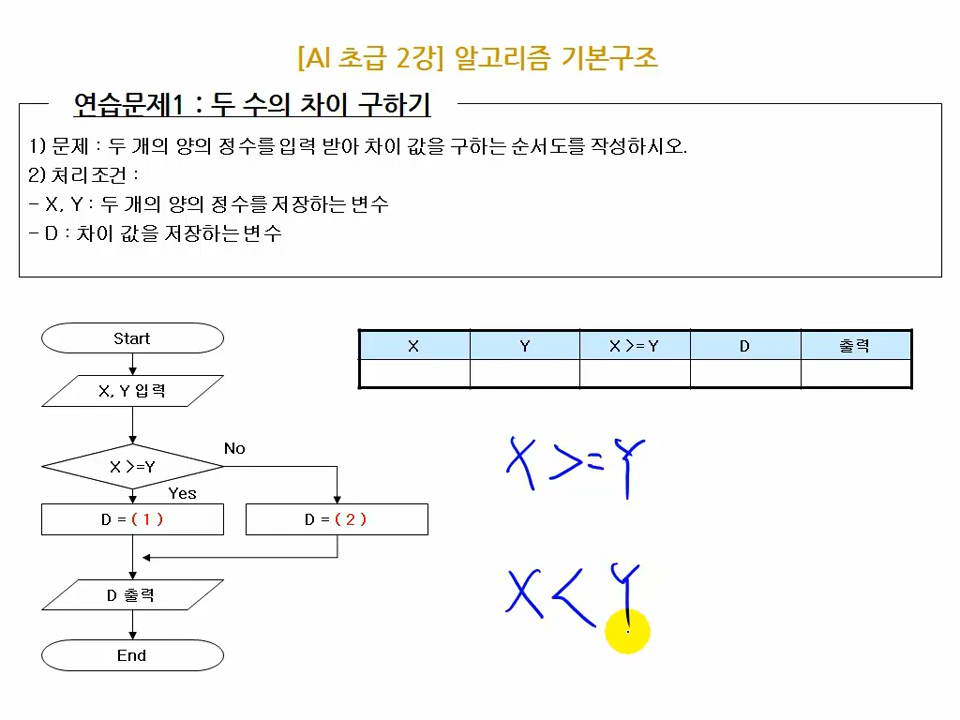 [AI 초급 2강] 알고리즘 기본구조
연습문제1 : 두 수의 차이 구하기
1) 문제 : 두 개의 양의 정수를 입력 받아 차이 값을 구하는 순서도를 작성하시오.
2) 처리조건 :
- X, Y : 두 개의 양의 정수를 저장하는 변수
- D : 차이 값을 저장하는 변수
Start
X, Y 입력
X >=Y
No
Yes
D = ( 1 )
D = ( 2 )
D 출력
End
X Y X >= Y D 출력
X >= Y
X < Y